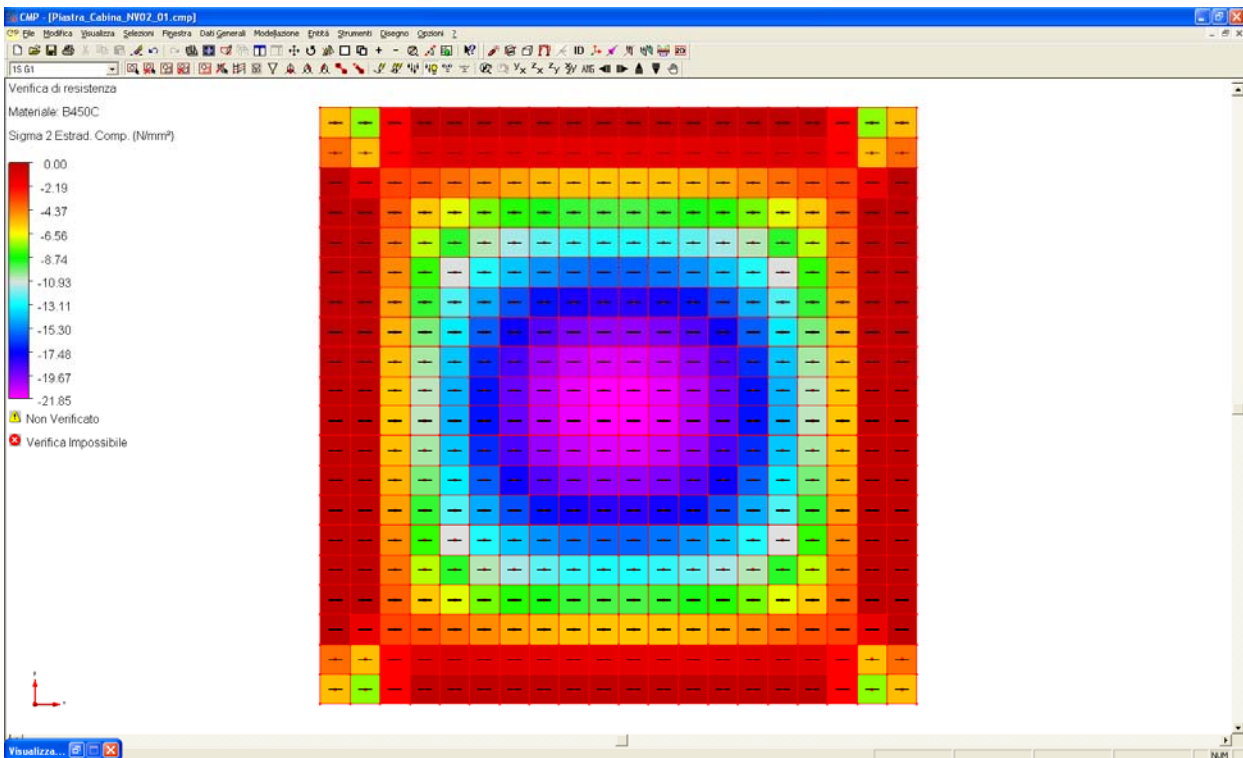 CMP - [Piastra_Cabina_NV02_01.cmp]
File Modifica Visualizza Selezioni Finestra Dati Generali Modellazione Entità Strumenti Disegno Opzioni ?
1S G1
Verifica di resistenza
Materiale: B450C
Sigma 2 Estrad. Comp. (N/mm²)
0.00
-2.19
-4.37
-6.56
-8.74
-10.93
-13.11
-15.30
-17.48
-19.67
-21.85
Non Verificato
Verifica Impossibile
Visualizza...
NUM